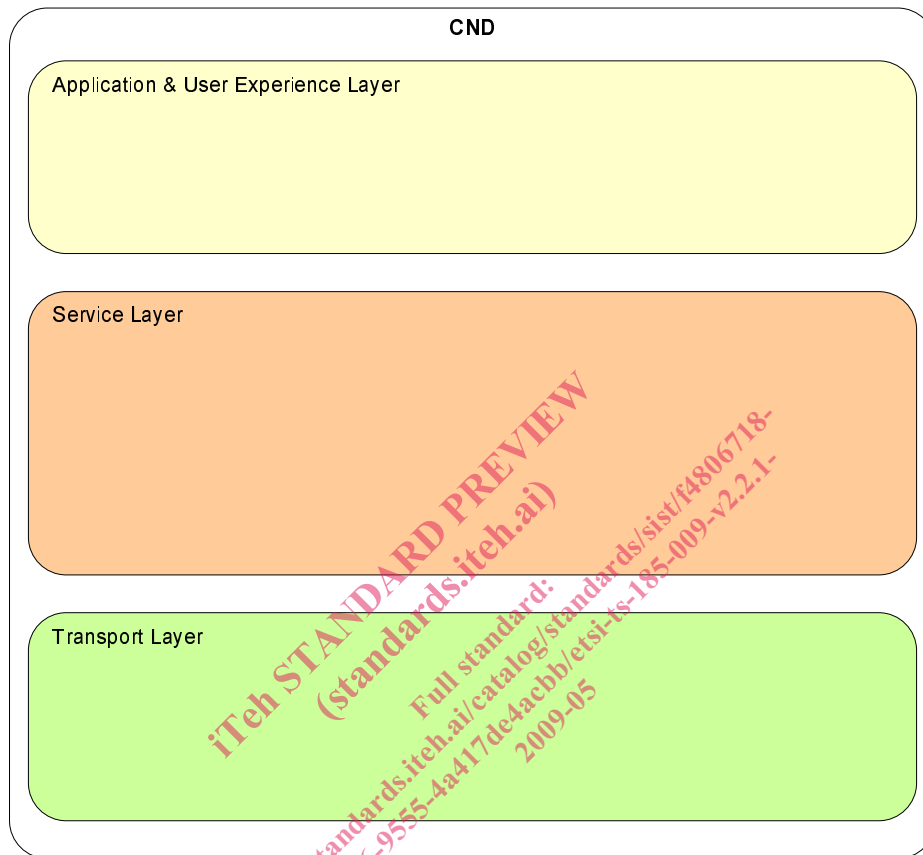 CND
Application & User Experience Layer
Service Layer
Transport Layer
iTeh STANDARD PREVIEW
(standards.iteh.ai)
Full standard:
standards.iteh.ai/catalog/standards/sist/f4806718-
-9555-4a417de4acbb/etsi-ts-185-009-v2.2.1-
2009-05